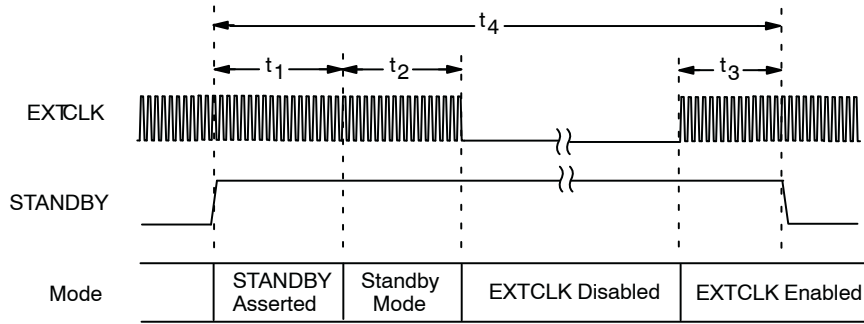 t4
t1 t2 t3
EXTCLK
STANDBY
Mode
STANDBY
Asserted
Standby
Mode
EXTCLK Disabled
EXTCLK Enabled